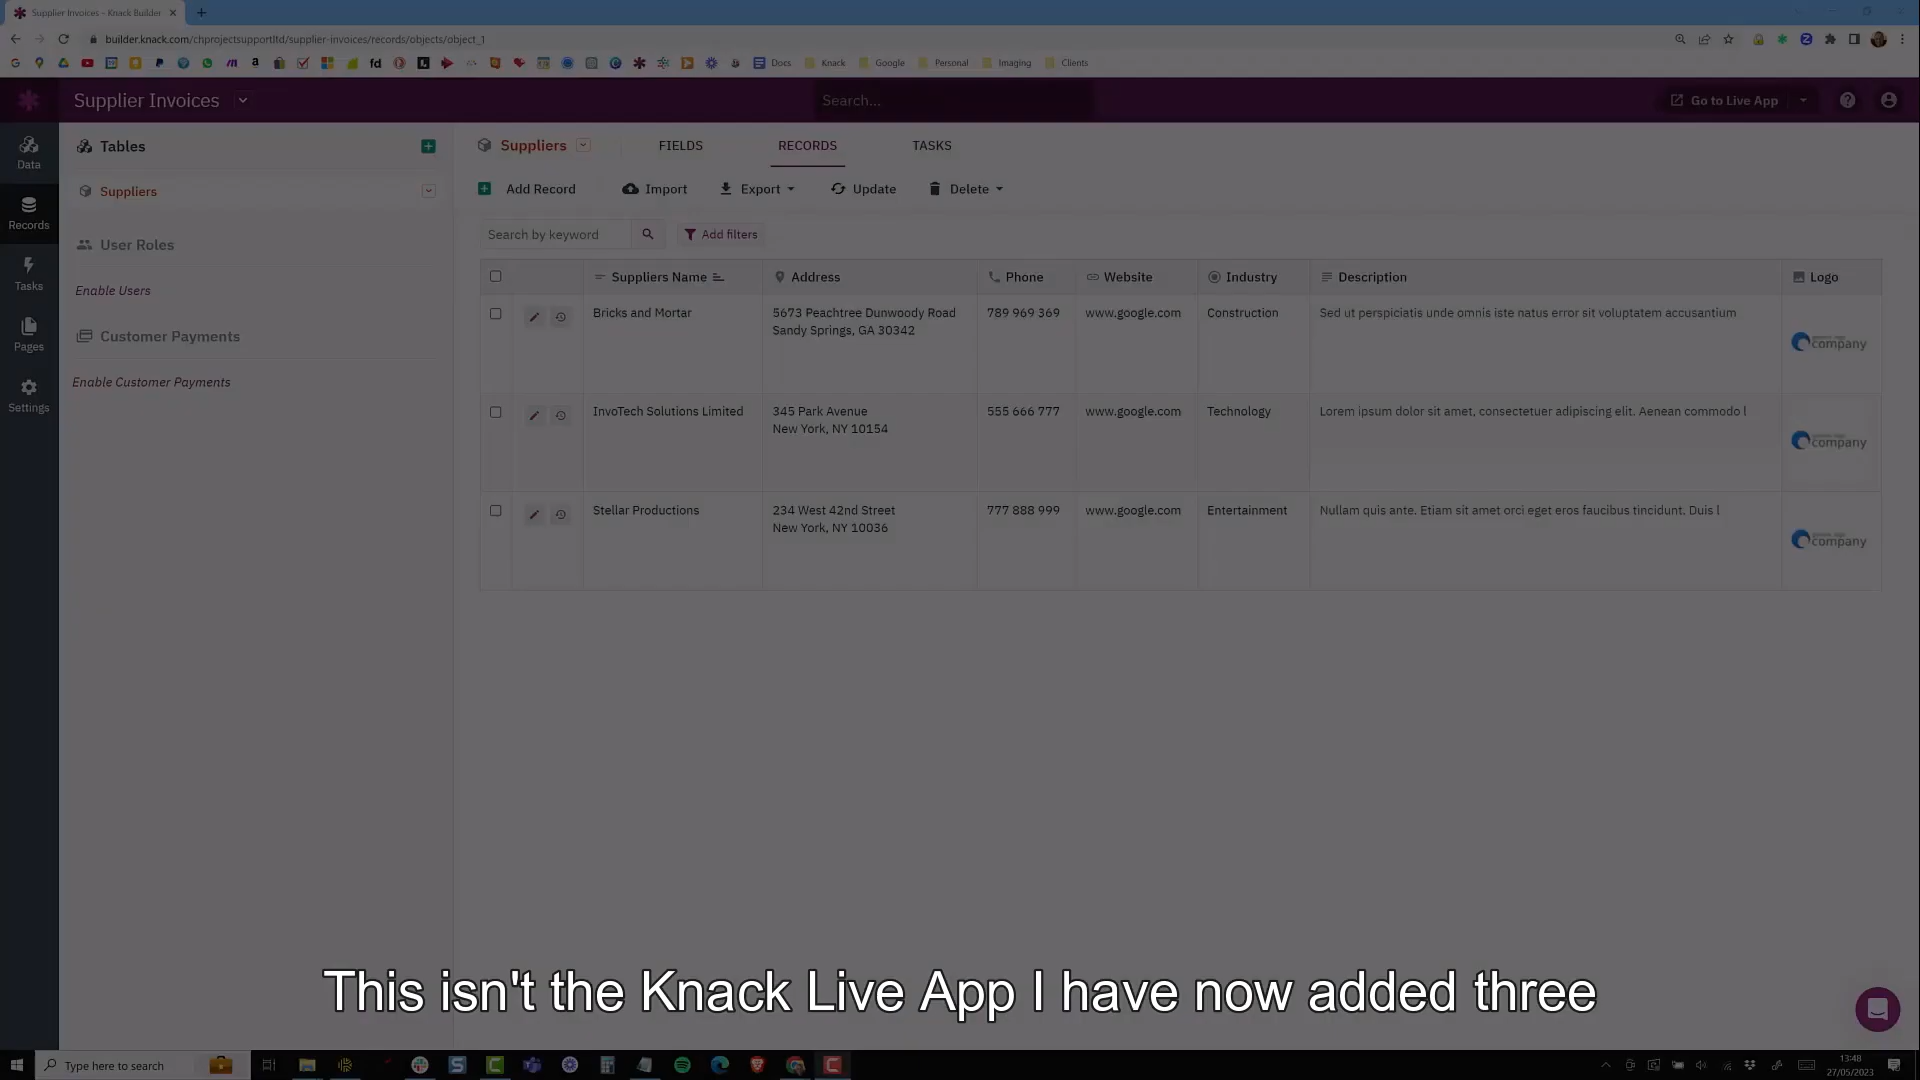 Supplier Invoices - Knack Builder
builder.knack.com/chprojectsupportltd/supplier-invoices/records/objects/object_1
Docs
Knack
Google
Personal
Imaging
Clients
Supplier Invoices
Search...
Go to Live App
Data
Records
Tasks
Pages
Settings
Tables
Suppliers
User Roles
Enable Users
Customer Payments
Enable Customer Payments
Suppliers
FIELDS
RECORDS
TASKS
Add Record
Import
Export
Update
Delete
Search by keyword
Add filters
Suppliers Name
Address
Phone
Website
Industry
Description
Logo
Bricks and Mortar
5673 Peachtree Dunwoody Road
Sandy Springs, GA 30342
789 969 369
www.google.com
Construction
Sed ut perspiciatis unde omnis iste natus error sit voluptatem accusantium
company
InvoTech Solutions Limited
345 Park Avenue
New York, NY 10154
555 666 777
www.google.com
Technology
Lorem ipsum dolor sit amet, consectetuer adipiscing elit. Aenean commodo l
company
Stellar Productions
234 West 42nd Street
New York, NY 10036
777 888 999
www.google.com
Entertainment
Nullam quis ante. Etiam sit amet orci eget eros faucibus tincidunt. Duis l
company
This isn't the Knack Live App I have now added three
Type here to search
13:48
27/05/2023